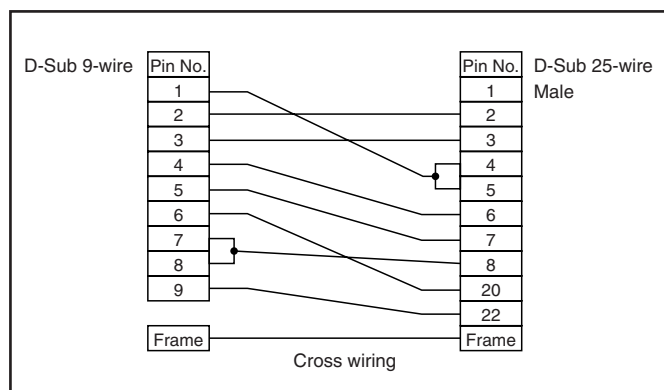 D-Sub 9-wire Pin No. Pin No. D-Sub 25-wire
1 1 Male
2 2
3 3
4 4
5 5
6 6
7 7
8 8
9 20
22
Frame Frame
Cross wiring